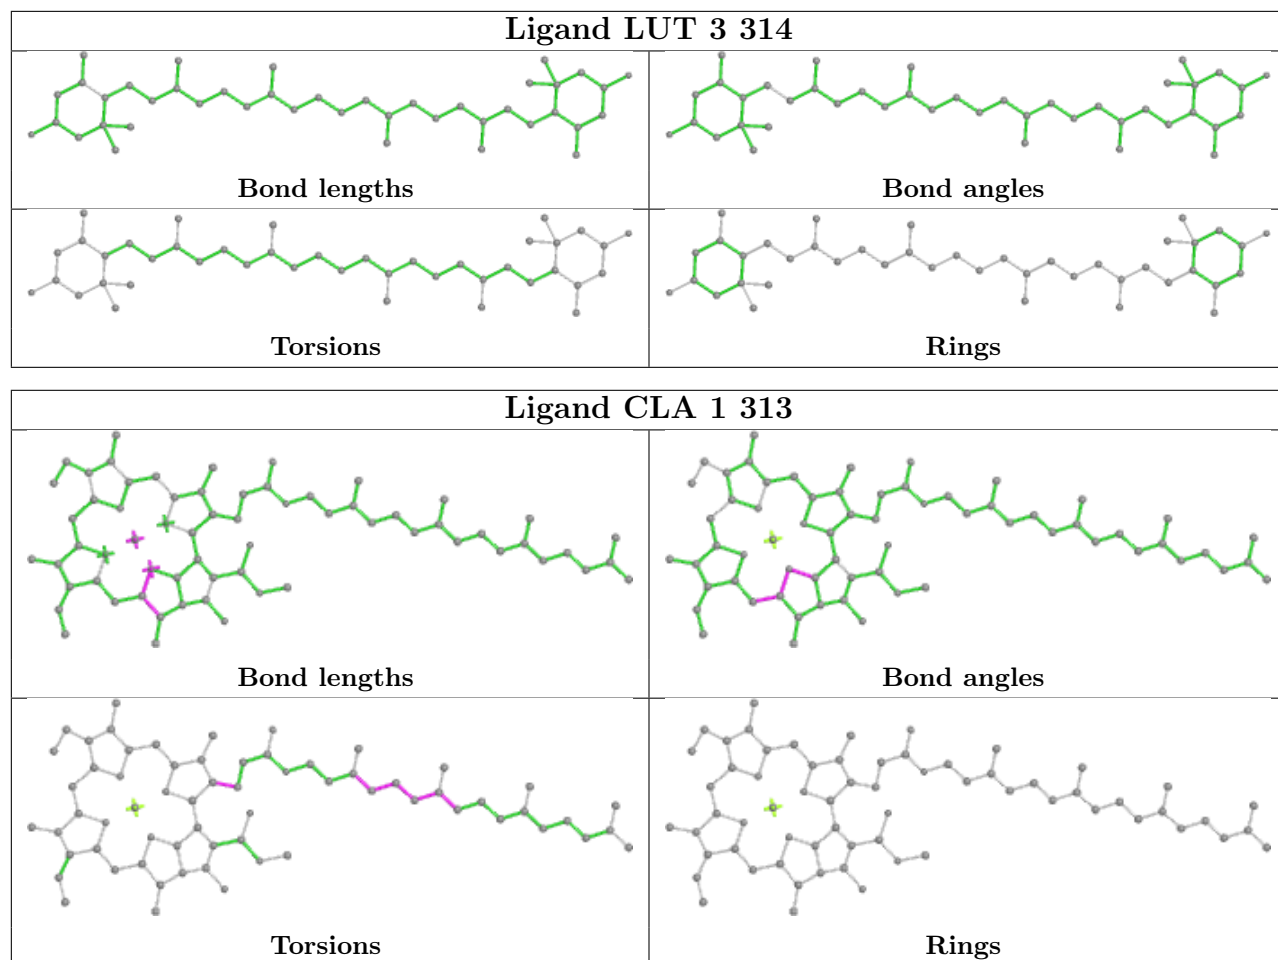 Ligand LUT 3 314
Bond lengths
Bond angles
Torsions
Rings
Ligand CLA 1 313
Bond lengths
Bond angles
Torsions
Rings